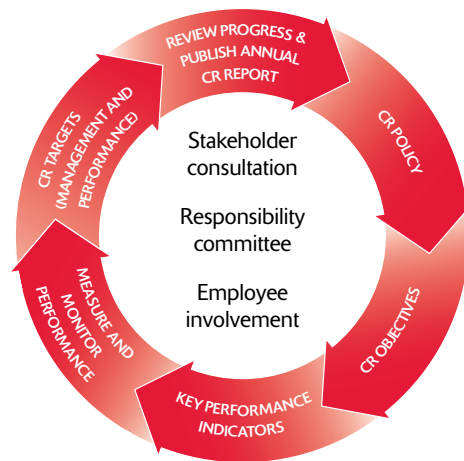 REVIEW PROGRESS &
PUBLISH ANNUAL
CR REPORT
CR POLICY
CR OBJECTIVES
KEY PERFORMANCE
INDICATORS
MEASURE AND
MONITOR
PERFORMANCE
CR TARGETS
(MANAGEMENT AND
PERFORMANCE)
Stakeholder
consultation
Responsibility
committee
Employee
involvement